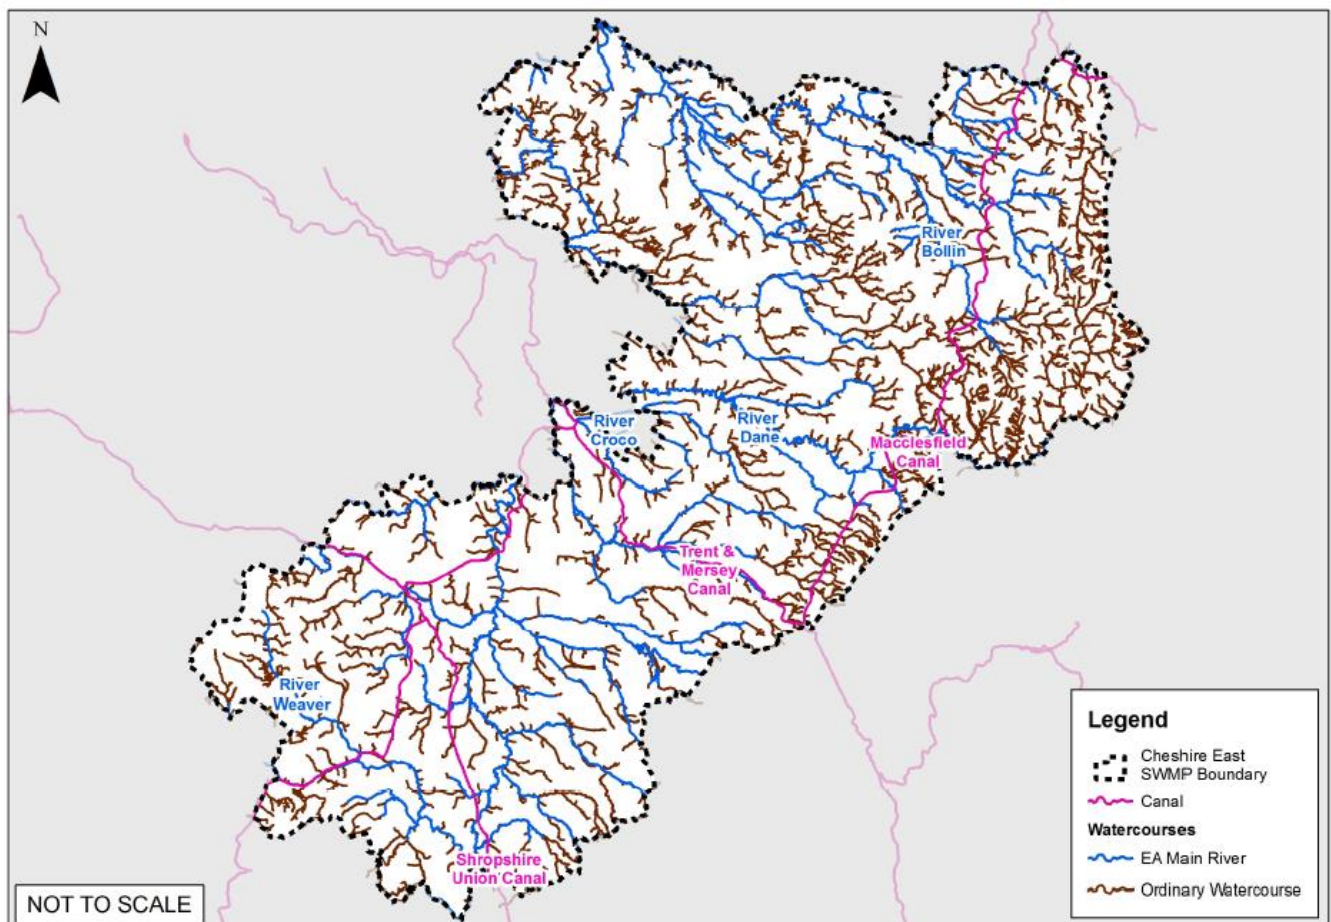 N
River
Bollin
River
Croco
River
Dane
Macclesfield
Canal
Trent &
Mersey
Canal
River
Weaver
Shropshire
Union Canal
Legend
Cheshire East
SWMP Boundary
Canal
Watercourses
EA Main River
Ordinary Watercourse
NOT TO SCALE